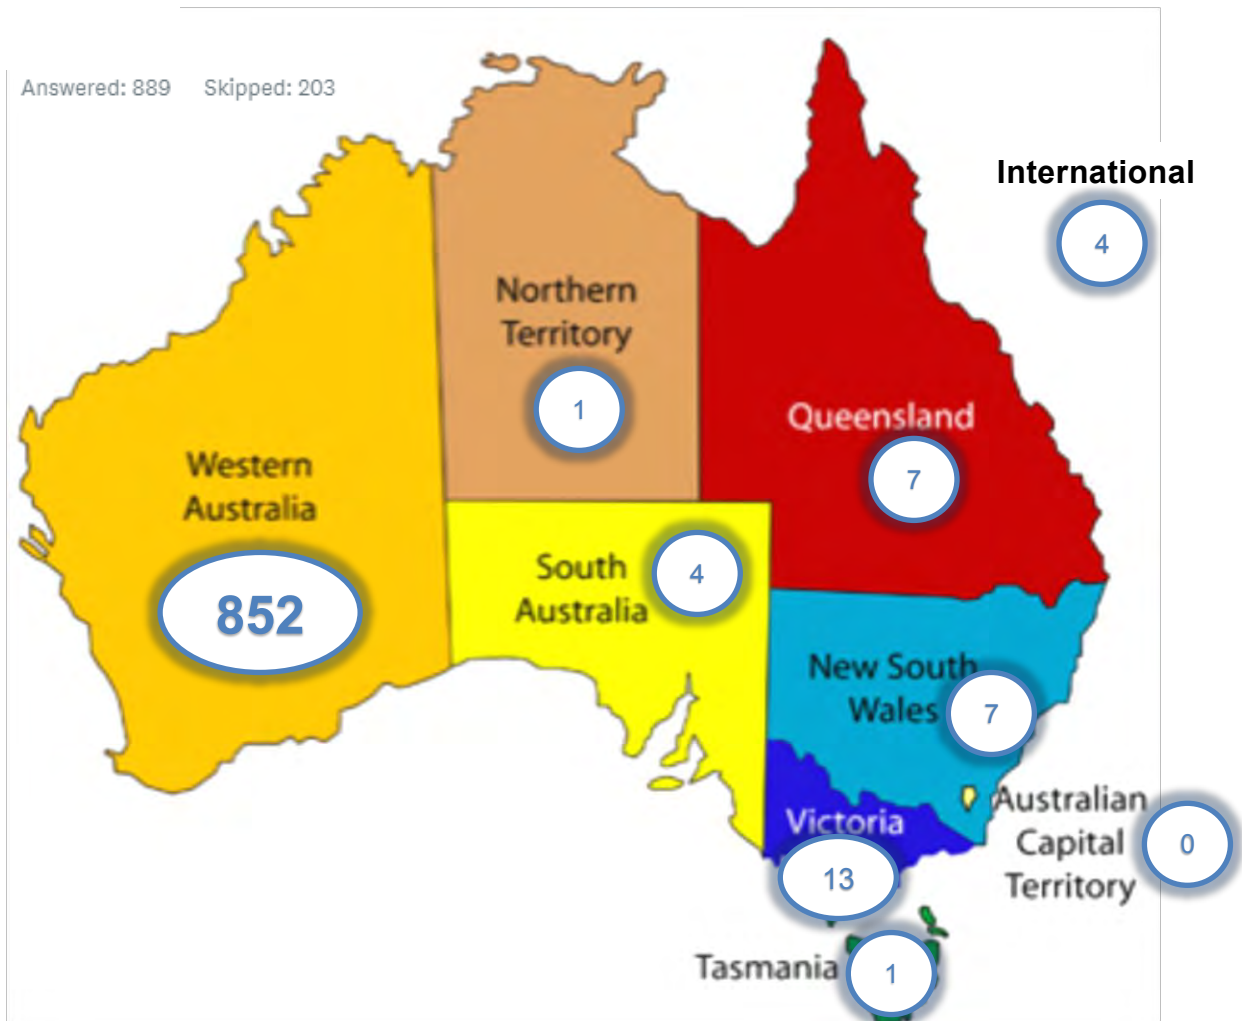 Answered: 889 Skipped: 203
International
4
Northern
Territory
1
Queensland
7
Western
Australia
852
South
Australia
4
New South
Wales
7
Victoria
13
Australian
Capital
Territory
0
Tasmania
1